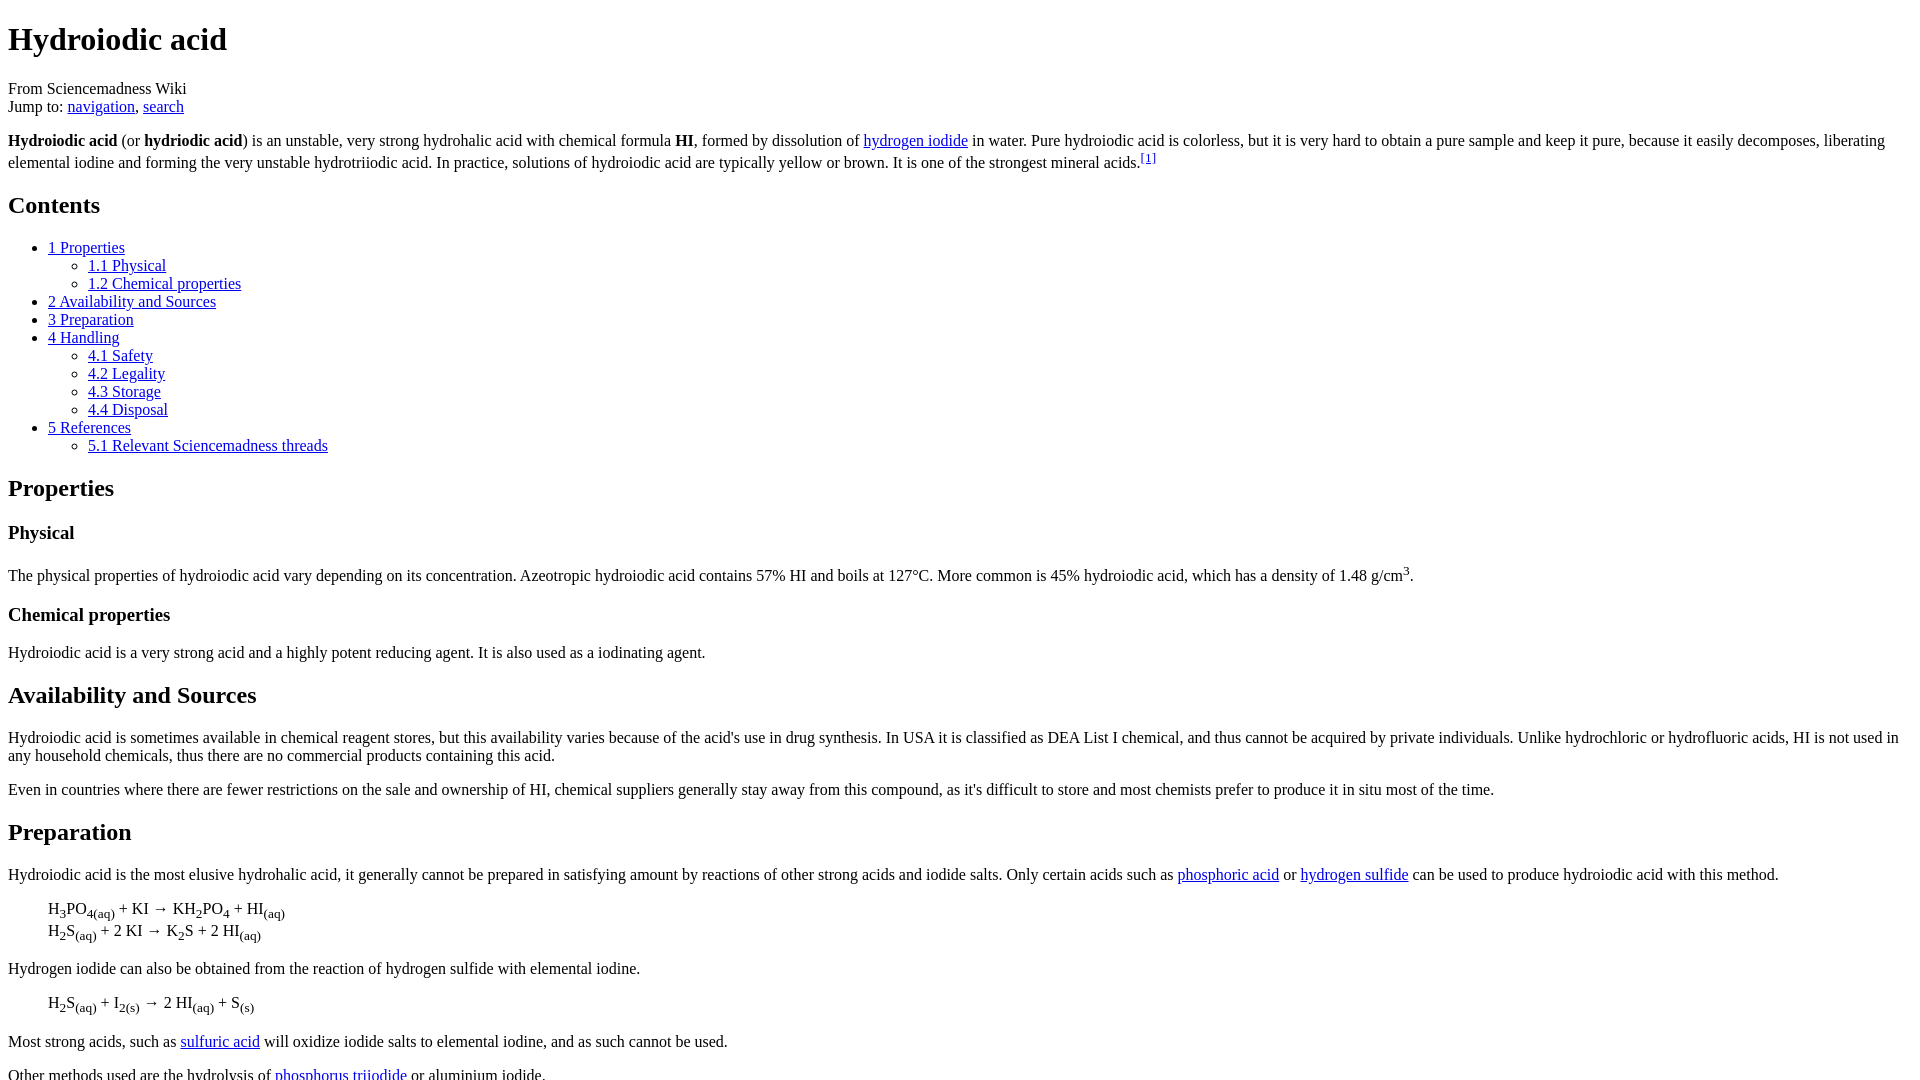 Hydroiodic acid
From Sciencemadness Wiki
Jump to: navigation, search
Hydroiodic acid (or hydriodic acid) is an unstable, very strong hydrohalic acid with chemical formula HI, formed by dissolution of hydrogen iodide in water. Pure hydroiodic acid is colorless, but it is very hard to obtain a pure sample and keep it pure, because it easily decomposes, liberating
elemental iodine and forming the very unstable hydrotriiodic acid. In practice, solutions of hydroiodic acid are typically yellow or brown. It is one of the strongest mineral acids.[1]
Contents
1 Properties
1.1 Physical
1.2 Chemical properties
2 Availability and Sources
3 Preparation
4 Handling
4.1 Safety
4.2 Legality
4.3 Storage
4.4 Disposal
5 References
5.1 Relevant Sciencemadness threads
Properties
Physical
The physical properties of hydroiodic acid vary depending on its concentration. Azeotropic hydroiodic acid contains 57% HI and boils at 127°C. More common is 45% hydroiodic acid, which has a density of 1.48 g/cm3.
Chemical properties
Hydroiodic acid is a very strong acid and a highly potent reducing agent. It is also used as a iodinating agent.
Availability and Sources
Hydroiodic acid is sometimes available in chemical reagent stores, but this availability varies because of the acid's use in drug synthesis. In USA it is classified as DEA List I chemical, and thus cannot be acquired by private individuals. Unlike hydrochloric or hydrofluoric acids, HI is not used in
any household chemicals, thus there are no commercial products containing this acid.
Even in countries where there are fewer restrictions on the sale and ownership of HI, chemical suppliers generally stay away from this compound, as it's difficult to store and most chemists prefer to produce it in situ most of the time.
Preparation
Hydroiodic acid is the most elusive hydrohalic acid, it generally cannot be prepared in satisfying amount by reactions of other strong acids and iodide salts. Only certain acids such as phosphoric acid or hydrogen sulfide can be used to produce hydroiodic acid with this method.
H3PO4(aq) + KI → KH2PO4 + HI(aq)
H2S(aq) + 2 KI → K2S + 2 HI(aq)
Hydrogen iodide can also be obtained from the reaction of hydrogen sulfide with elemental iodine.
H2S(aq) + I2(s) → 2 HI(aq) + S(s)
Most strong acids, such as sulfuric acid will oxidize iodide salts to elemental iodine, and as such cannot be used.
Other methods used are the hydrolysis of phosphorus triiodide or aluminium iodide.